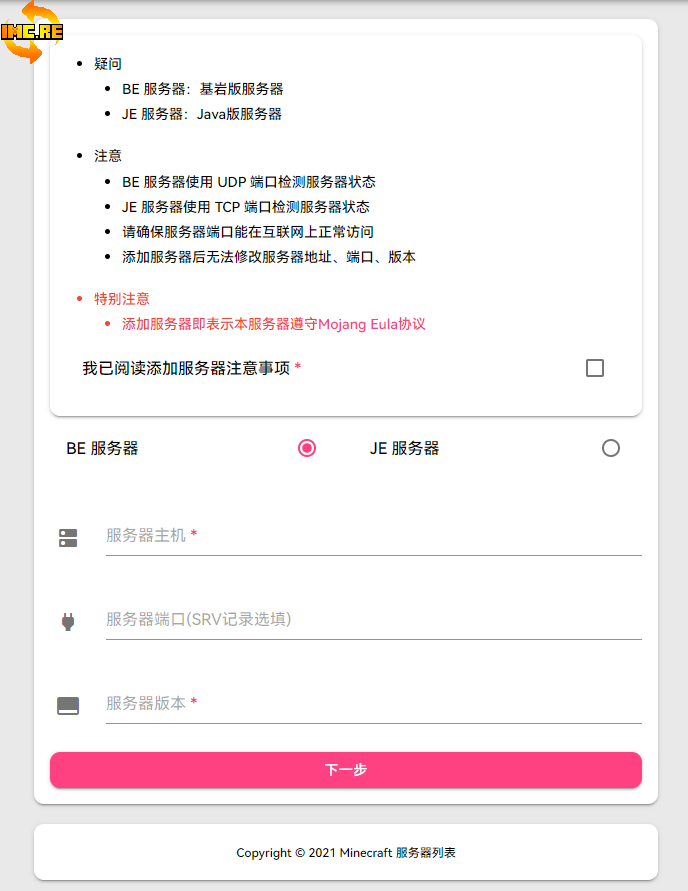 IMC.RE
疑问
BE 服务器：基岩版服务器
JE 服务器：Java版服务器
注意
BE 服务器使用 UDP 端口检测服务器状态
JE 服务器使用 TCP 端口检测服务器状态
请确保服务器端口能在互联网上正常访问
添加服务器后无法修改服务器地址、端口、版本
特别注意
添加服务器即表示本服务器遵守Mojang Eula协议
我已阅读添加服务器注意事项 *
BE 服务器 JE 服务器
服务器主机 *
服务器端口(SRV记录选填)
服务器版本 *
下一步
Copyright © 2021 Minecraft 服务器列表